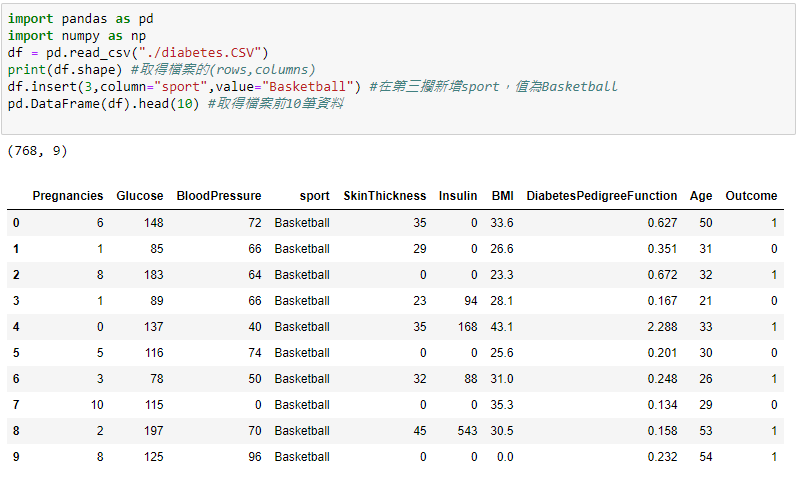 import pandas as pd
import numpy as np
df = pd.read_csv("./diabetes.CSV")
print(df.shape) #取得檔案的(rows,columns)
df.insert(3,column="sport",value="Basketball") #在第三攔新增sport，值為Basketball
pd.DataFrame(df).head(10) #取得檔案前10筆資料
(768, 9)
Pregnancies Glucose BloodPressure sport SkinThickness Insulin BMI DiabetesPedigreeFunction Age Outcome
0 6 148 72 Basketball 35 0 33.6 0.627 50 1
1 1 85 66 Basketball 29 0 26.6 0.351 31 0
2 8 183 64 Basketball 0 0 23.3 0.672 32 1
3 1 89 66 Basketball 23 94 28.1 0.167 21 0
4 0 137 40 Basketball 35 168 43.1 2.288 33 1
5 5 116 74 Basketball 0 0 25.6 0.201 30 0
6 3 78 50 Basketball 32 88 31.0 0.248 26 1
7 10 115 0 Basketball 0 0 35.3 0.134 29 0
8 2 197 70 Basketball 45 543 30.5 0.158 53 1
9 8 125 96 Basketball 0 0 0.0 0.232 54 1